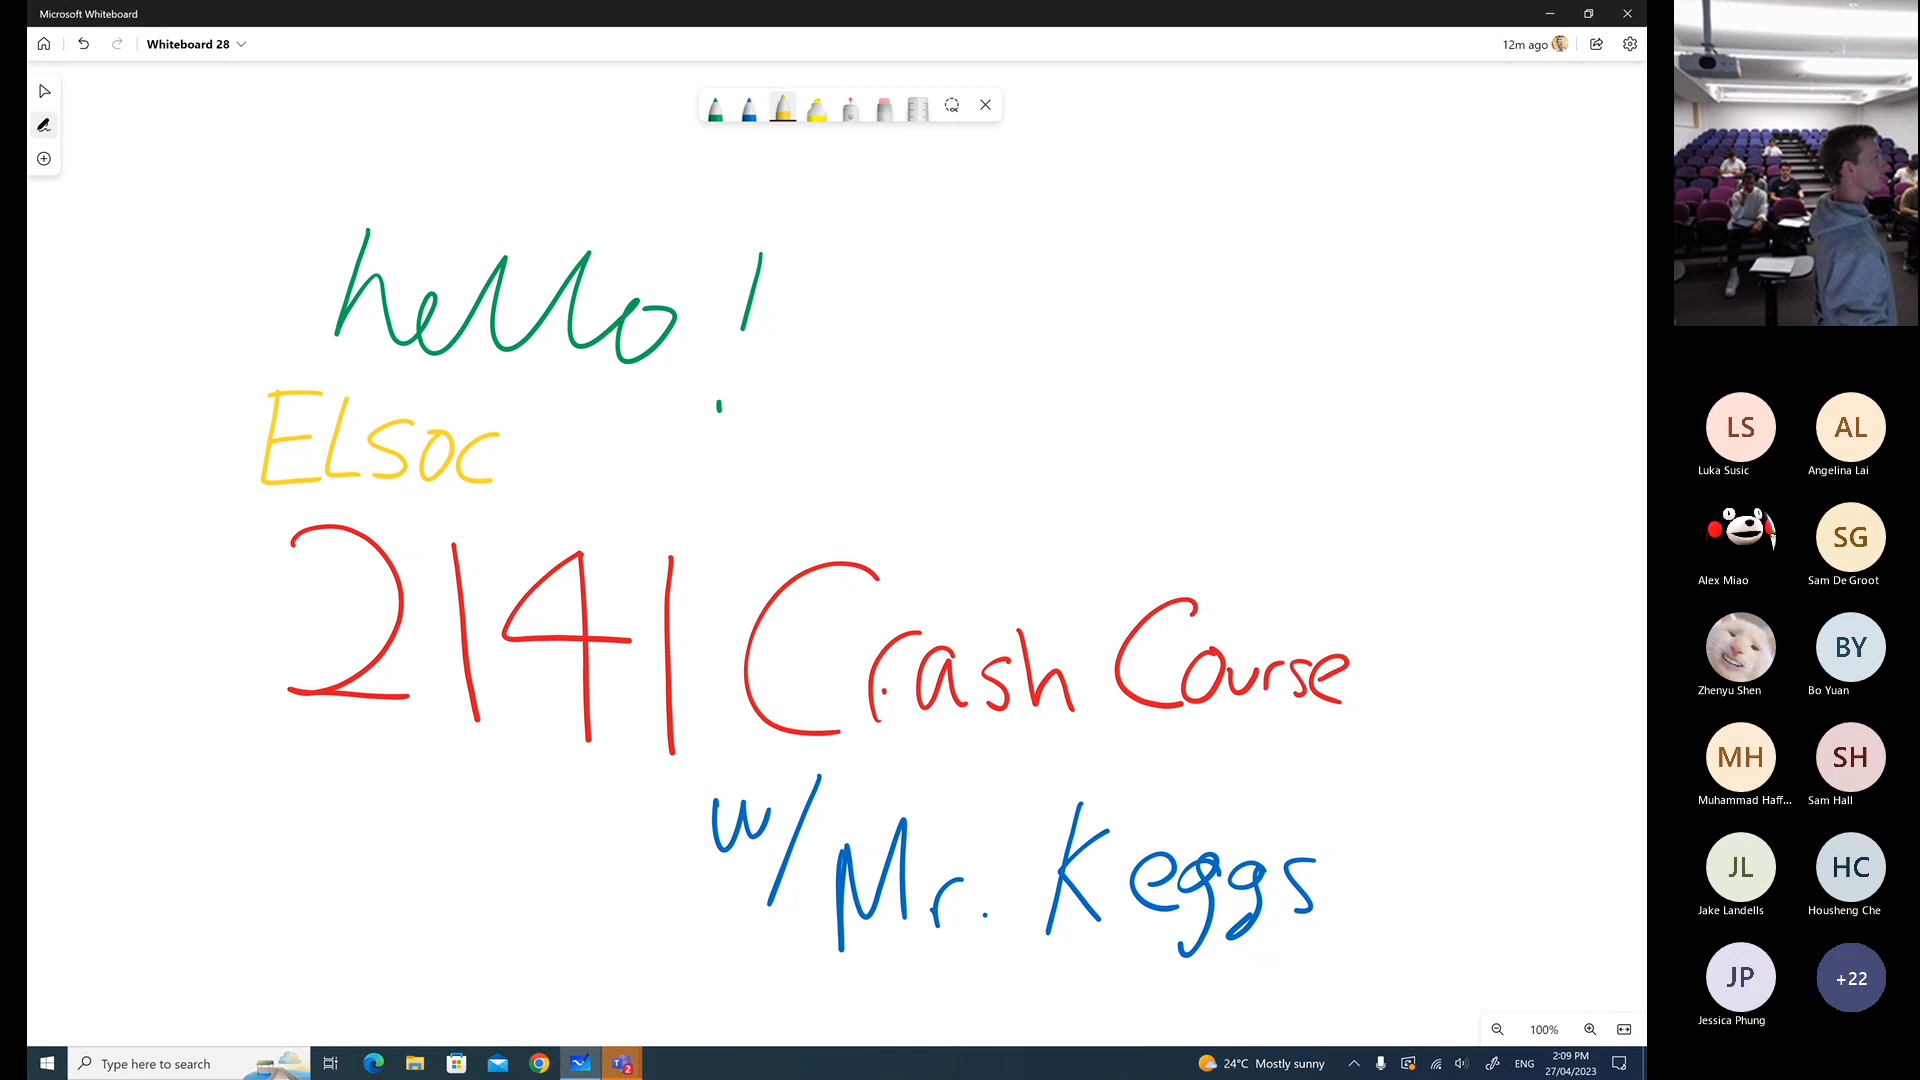 Microsoft Whiteboard
Whiteboard 28
12m ago
hello!
ELSOC
2141 Crash Course
w/ Mr. Keggs
100%
Type here to search
2
24°C Mostly sunny
ENG
2:09 PM
27/04/2023
LS
Luka Susic
AL
Angelina Lai
Alex Miao
SG
Sam De Groot
Zhenyu Shen
BY
Bo Yuan
MH
Muhammad Haff...
SH
Sam Hall
JL
Jake Landells
HC
Housheng Che
JP
Jessica Phung
+22